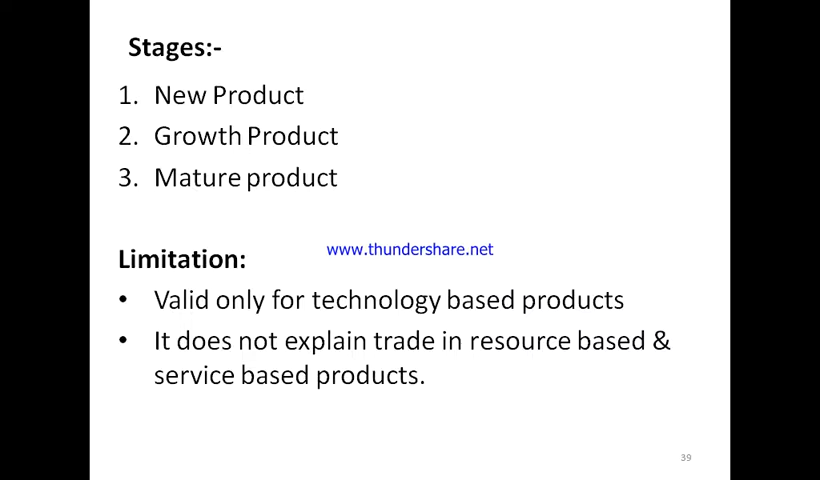 Stages:-
1. New Product
2. Growth Product
3. Mature product
www.thundershare.net
Limitation:
• Valid only for technology based products
• It does not explain trade in resource based &
service based products.
39